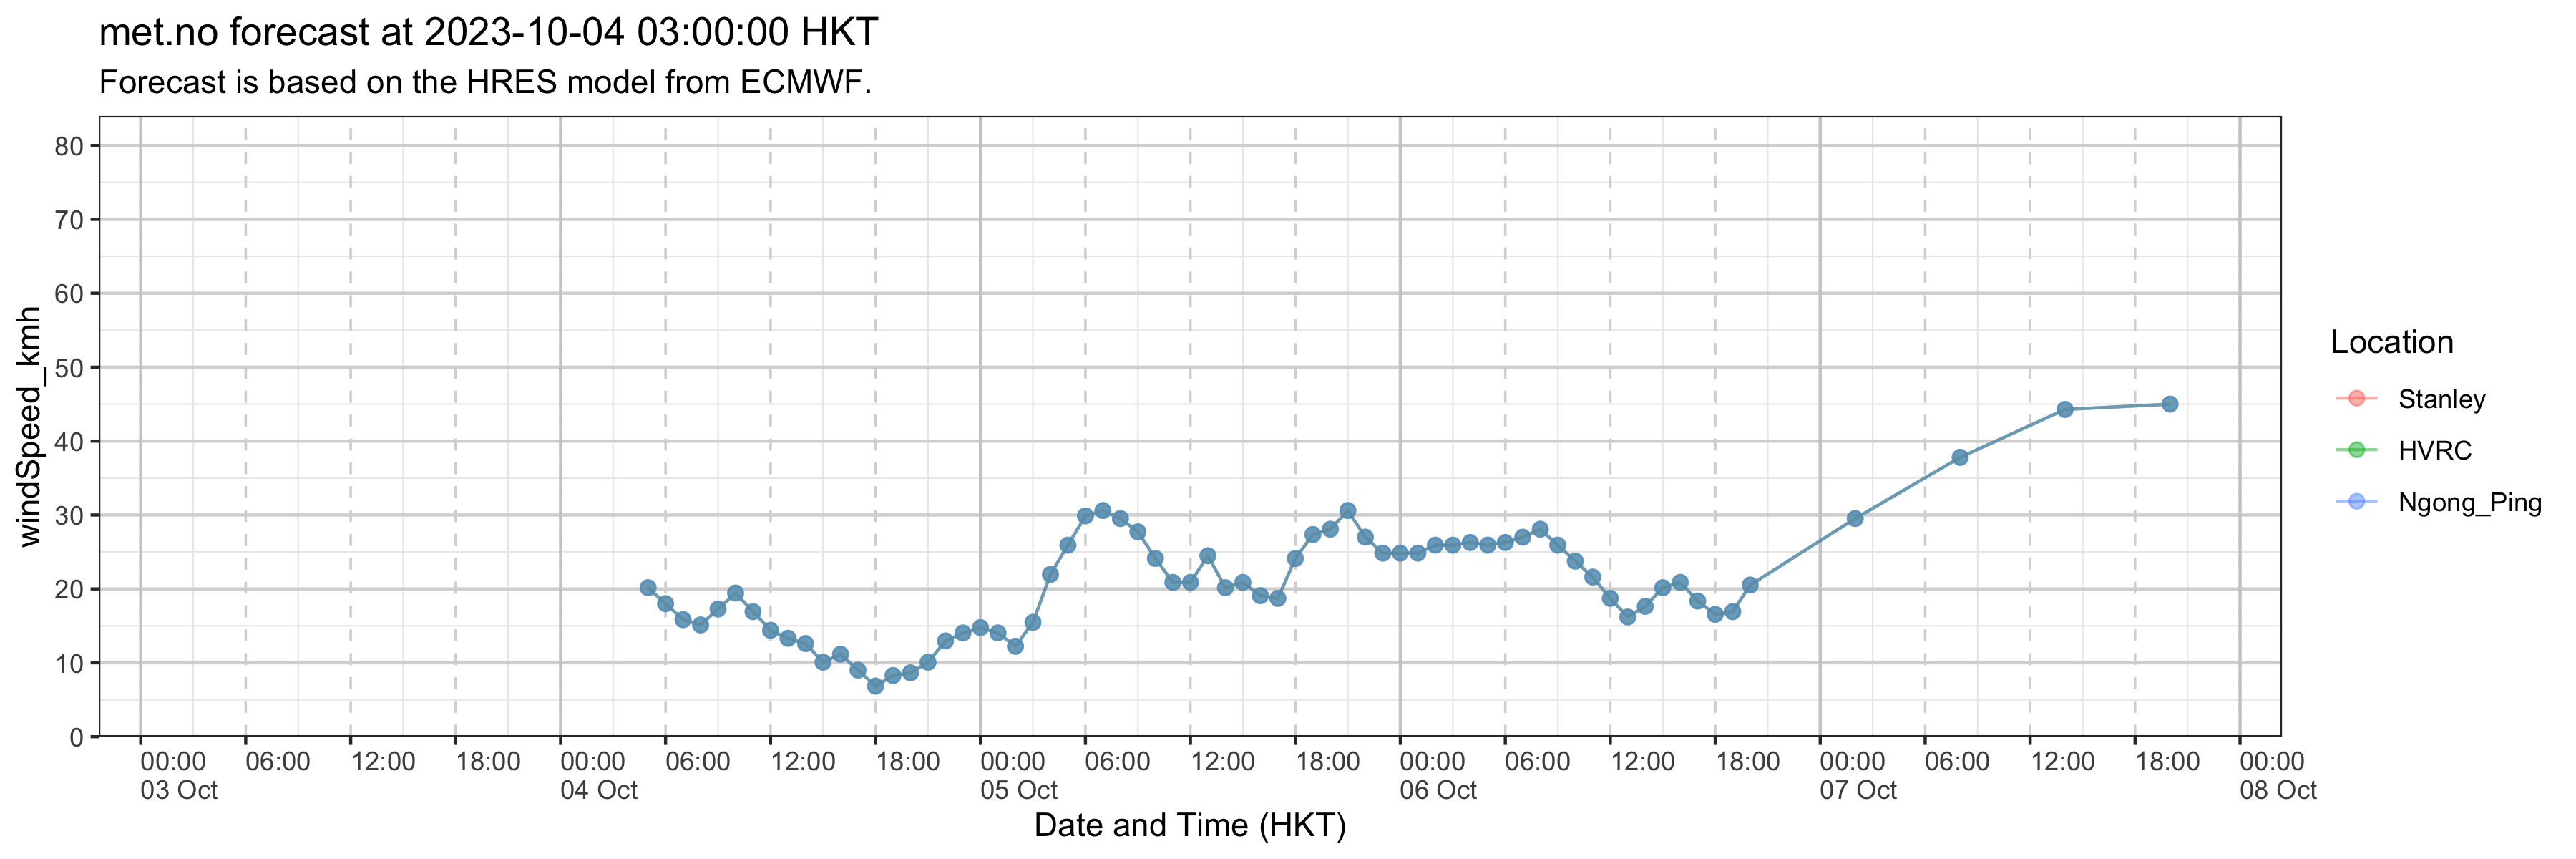 met.no forecast at 2023-10-04 03:00:00 HKT
Forecast is based on the HRES model from ECMWF.
windSpeed_kmh
80
70
60
50
40
30
20
10
0
00:00 06:00 12:00 18:00 00:00 06:00 12:00 18:00 00:00 06:00 12:00 18:00 00:00 06:00 12:00 18:00 00:00 06:00 12:00 18:00 00:00
03 Oct 04 Oct 05 Oct 06 Oct 07 Oct 08 Oct
Date and Time (HKT)
Location
Stanley
HVRC
Ngong_Ping